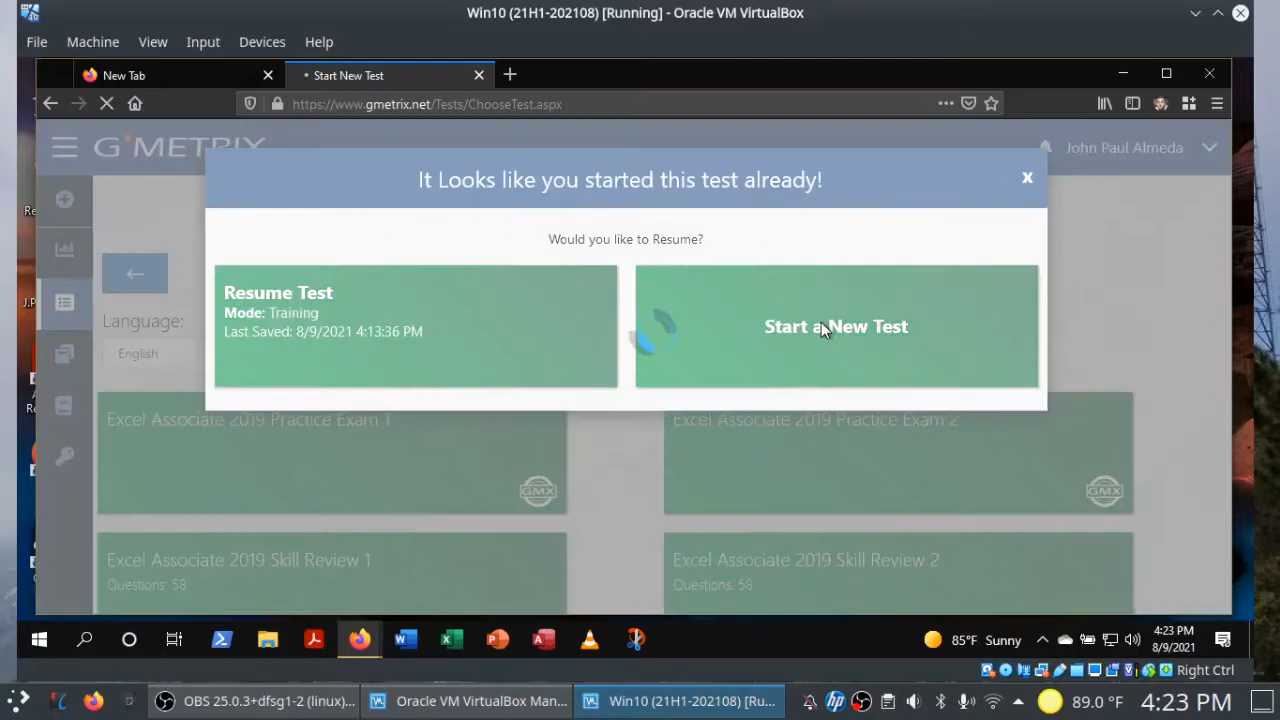 Win10 (21H1-202108) [Running] - Oracle VM VirtualBox
File Machine View Input Devices Help
New Tab
Start New Test
https://www.gmetrix.net/Tests/ChooseTest.aspx
GMETRIX
John Paul Almeda
It Looks like you started this test already!
x
Would you like to Resume?
Resume Test
Mode: Training
Last Saved: 8/9/2021 4:13:36 PM
Start a New Test
Language:
English
Excel Associate 2019 Practice Exam 1
GMX
Excel Associate 2019 Practice Exam 2
GMX
Excel Associate 2019 Skill Review 1
Questions: 58
Excel Associate 2019 Skill Review 2
Questions: 58
85°F Sunny
4:23 PM
8/9/2021
Right Ctrl
OBS 25.0.3+dfsg1-2 (linux)...
Oracle VM VirtualBox Man...
Win10 (21H1-202108) [Ru...
89.0 °F
4:23 PM